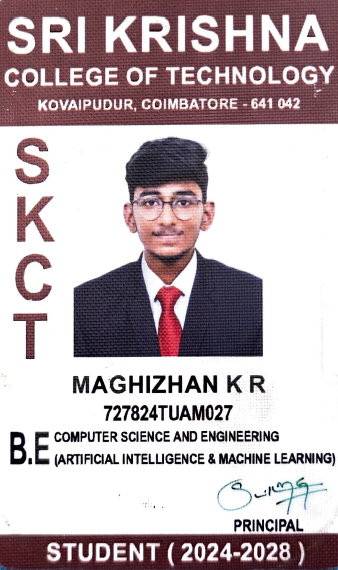 SRI KRISHNA
COLLEGE OF TECHNOLOGY
KOVAIPUDUR, COIMBATORE - 641 042
SKCT
MAGHIZHAN K R
727824TUAM027
B.E COMPUTER SCIENCE AND ENGINEERING
(ARTIFICIAL INTELLIGENCE & MACHINE LEARNING)
PRINCIPAL
STUDENT ( 2024-2028 )